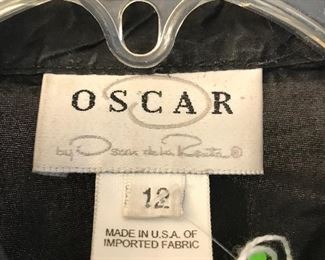 OSCAR
by Oscar de la Renta®
12
MADE IN U.S.A. OF
IMPORTED FABRIC